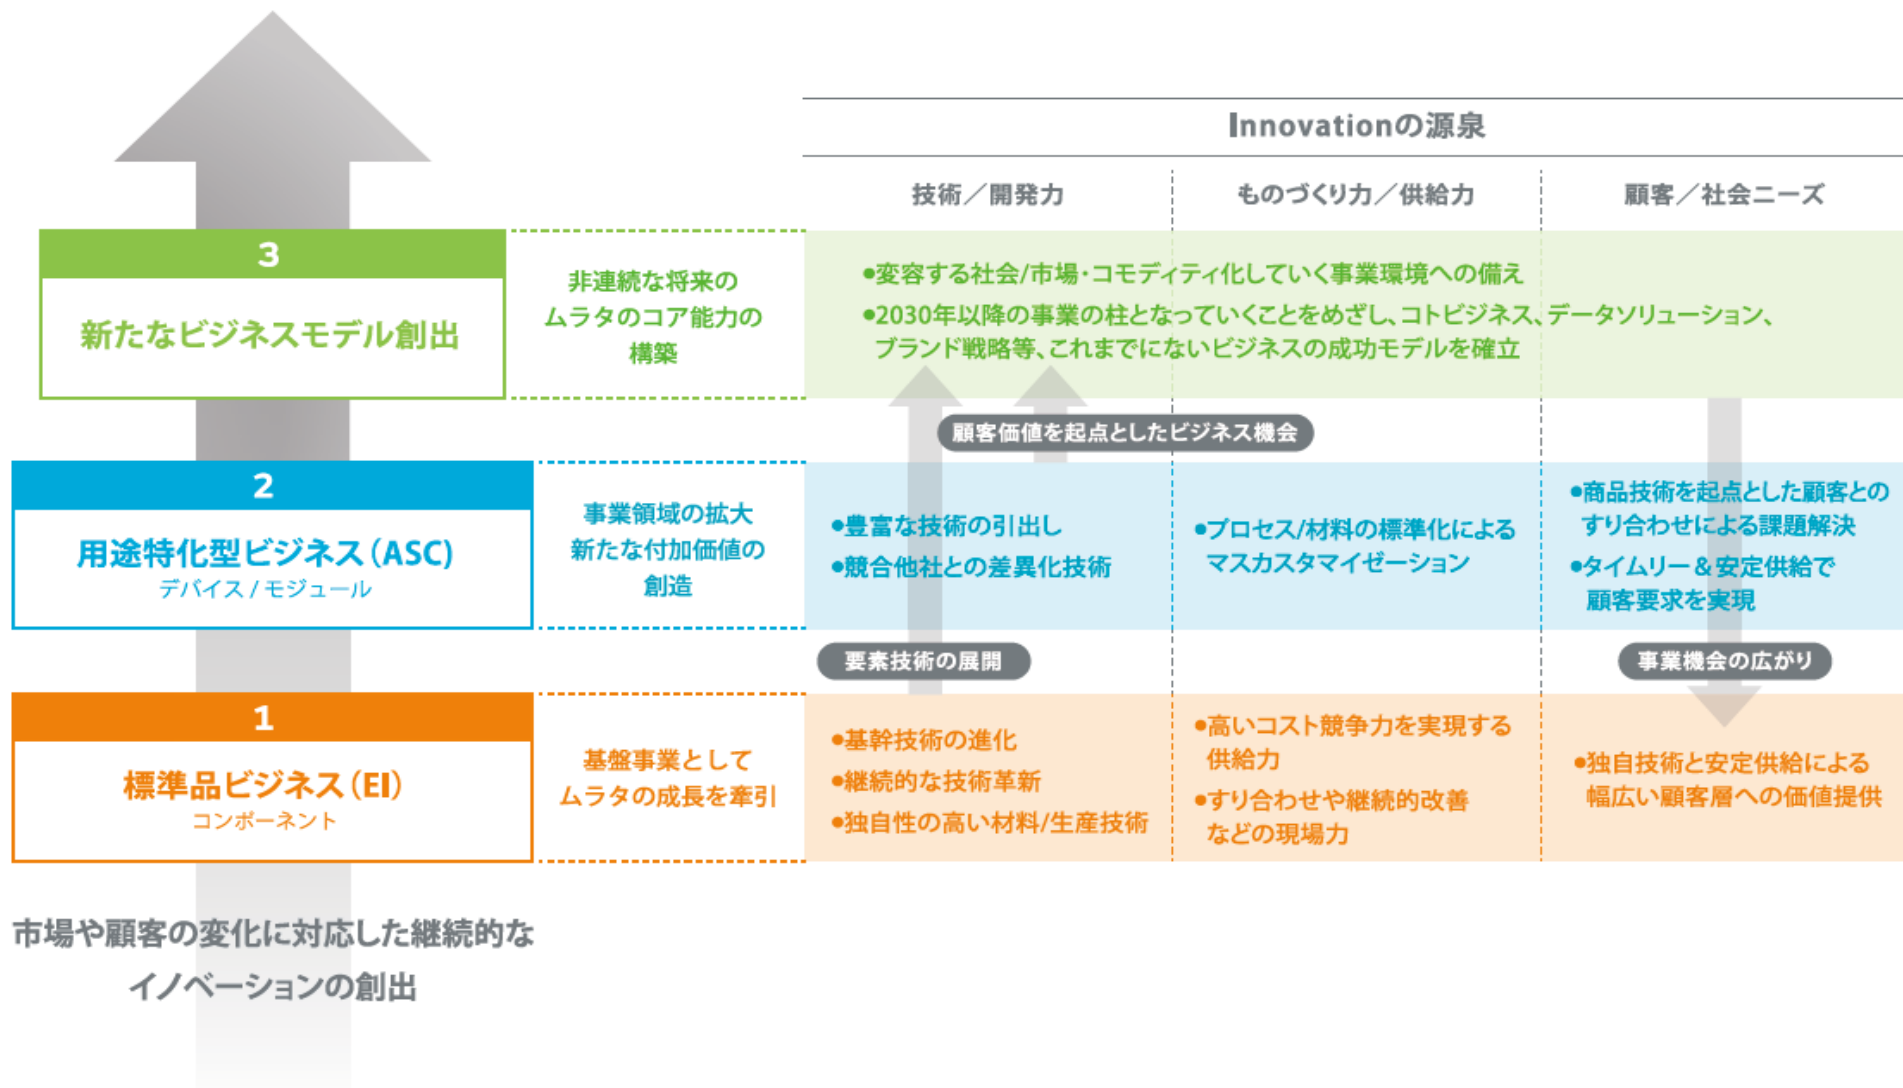 Innovationの源泉
技術／開発力
ものづくり力／供給力
顧客／社会ニーズ
3
新たなビジネスモデル創出
非連続な将来の
ムラタのコア能力の
構築
●変容する社会/市場・コモディティ化していく事業環境への備え
●2030年以降の事業の柱となっていくことをめざし、コトビジネス、データソリューション、
ブランド戦略等、これまでにないビジネスの成功モデルを確立
顧客価値を起点としたビジネス機会
2
用途特化型ビジネス（ASC)
デバイス / モジュール
事業領域の拡大
新たな付加価値の
創造
●豊富な技術の引出し
●競合他社との差異化技術
●プロセス/材料の標準化による
マスカスタマイゼーション
●商品技術を起点とした顧客との
すり合わせによる課題解決
●タイムリー＆安定供給で
顧客要求を実現
要素技術の展開
事業機会の広がり
1
標準品ビジネス（EI）
コンポーネント
基盤事業として
ムラタの成長を牽引
●基幹技術の進化
●継続的な技術革新
●独自性の高い材料/生産技術
●高いコスト競争力を実現する
供給力
●すり合わせや継続的改善
などの現場力
●独自技術と安定供給による
幅広い顧客層への価値提供
市場や顧客の変化に対応した継続的な
イノベーションの創出